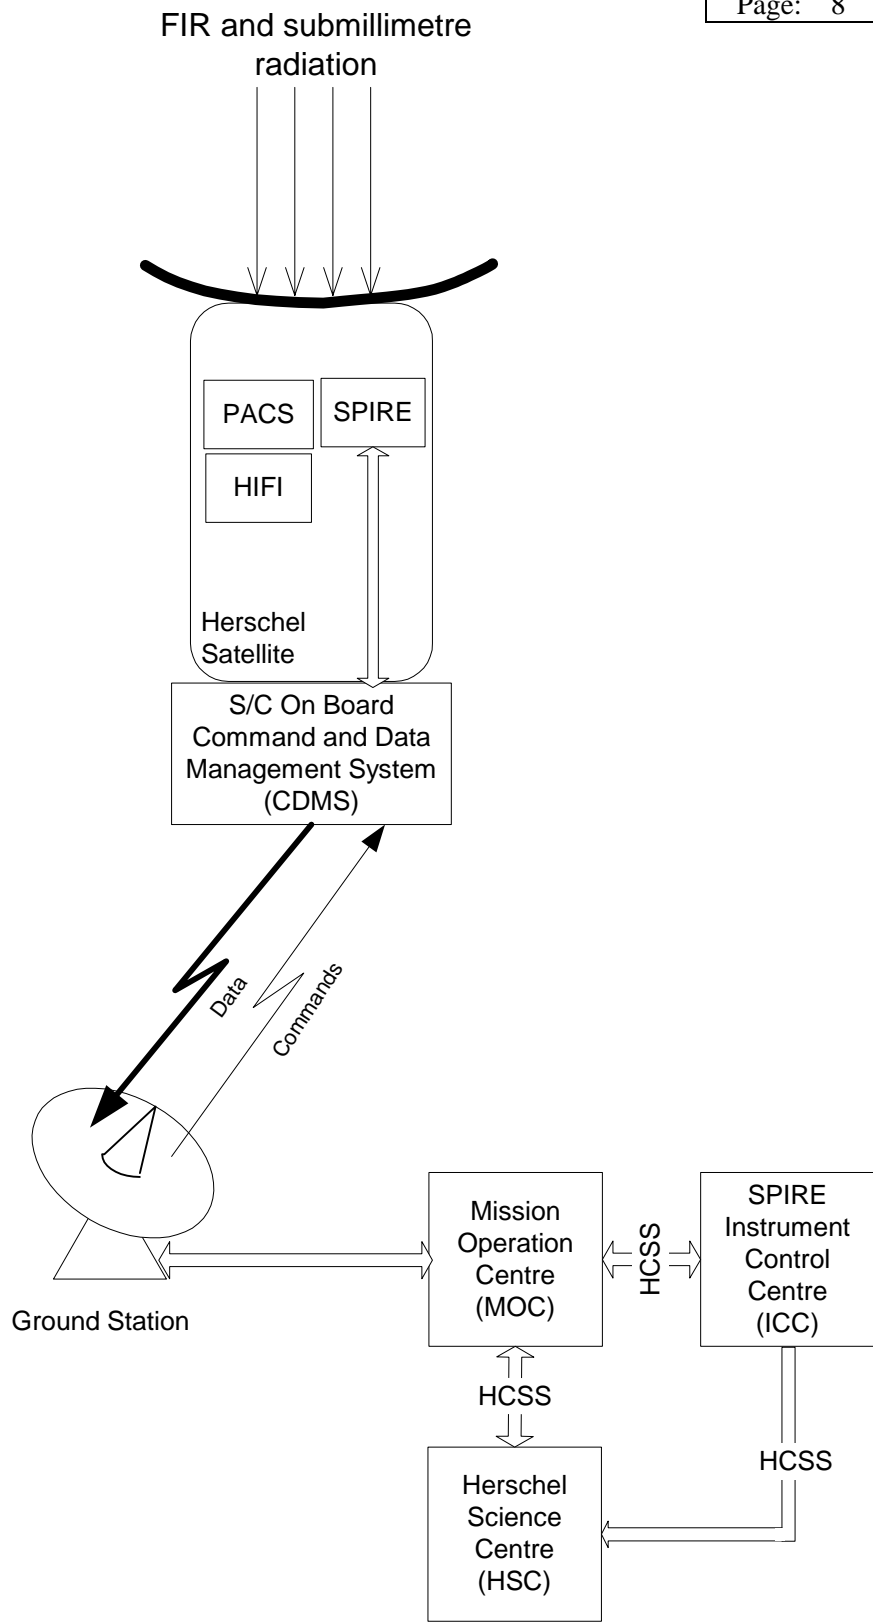 Page: 8
FIR and submillimetre
radiation
PACS
SPIRE
HIFI
Herschel
Satellite
S/C On Board
Command and Data
Management System
(CDMS)
Data
Commands
Ground Station
Mission
Operation
Centre
(MOC)
HCSS
SPIRE
Instrument
Control
Centre
(ICC)
HCSS
HCSS
Herschel
Science
Centre
(HSC)